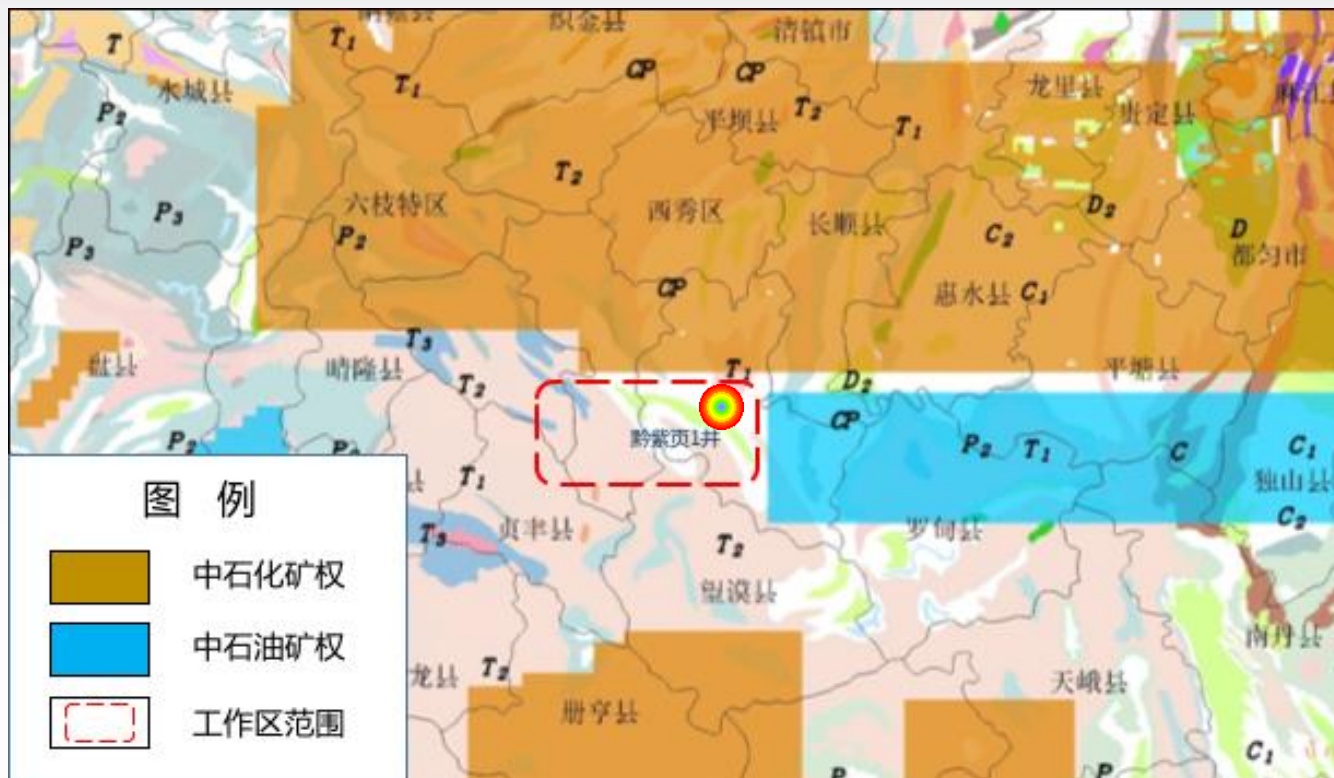 织金县
清镇市
T
T₁
水城县
CP
CP
T₁
龙里县
贵定县
麻江县
P₂
平坝县
T₂
T₁
T₂
P₃
六枝特区
西秀区
长顺县
D₂
P₃
P₂
C₂
D
都匀市
CP
惠水县
C₁
T₃
晴隆县
T₁
D₂
平塘县
盘县
T₂
CP
黔紫页1井
P₂
P₂
P₂
T₁
C
C₁
独山县
T₁
C₂
T₃
贞丰县
T₂
罗甸县
望谟县
南丹县
龙县
T₂
天峨县
册亨县
C₁
P
P
图 例
中石化矿权
中石油矿权
工作区范围